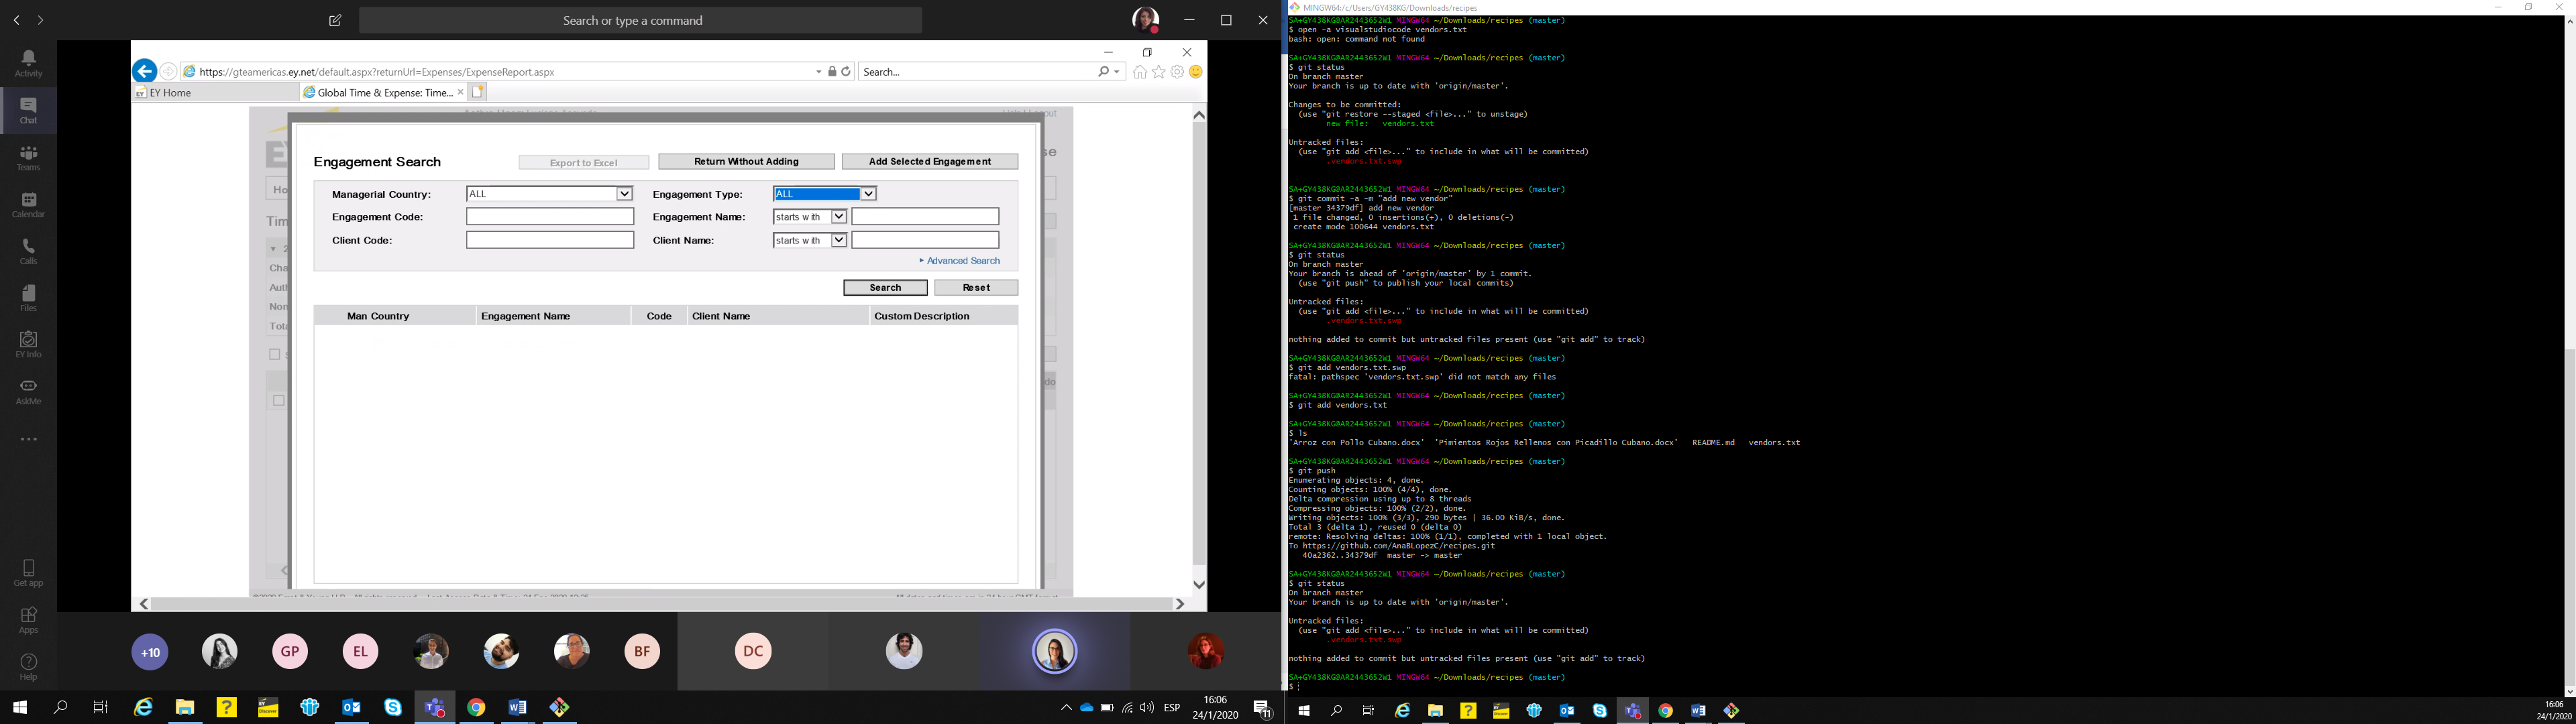 Search or type a command
Activity
Chat
Teams
Calendar
Calls
Files
EY Info
AskMe
Get app
Apps
Help
https://gteamericas.ey.net/default.aspx?returnUrl=Expenses/ExpenseReport.aspx
Search...
EY Home
Global Time & Expense: Time...
Engagement Search
Export to Excel
Return Without Adding
Add Selected Engagement
Managerial Country:
ALL
Engagement Type:
ALL
Engagement Code:
Engagement Name:
starts with
Client Code:
Client Name:
starts with
Advanced Search
Search
Reset
Man Country
Engagement Name
Code
Client Name
Custom Description
+10
GP
EL
BF
DC
ESP
16:06
24/1/2020
11
MINGW64:/c/Users/GY438KG/Downloads/recipes
SA+GY438KG@AR2443652W1 MINGW64 ~/Downloads/recipes (master)
$ open -a visualstudiocode vendors.txt
bash: open: command not found
SA+GY438KG@AR2443652W1 MINGW64 ~/Downloads/recipes (master)
$ git status
On branch master
Your branch is up to date with 'origin/master'.
Changes to be committed:
(use "git restore --staged <file>..." to unstage)
new file:   vendors.txt
Untracked files:
(use "git add <file>..." to include in what will be committed)
.vendors.txt.swp
SA+GY438KG@AR2443652W1 MINGW64 ~/Downloads/recipes (master)
$ git commit -a -m "add new vendor"
[master 34379df] add new vendor
1 file changed, 0 insertions(+), 0 deletions(-)
create mode 100644 vendors.txt
SA+GY438KG@AR2443652W1 MINGW64 ~/Downloads/recipes (master)
$ git status
On branch master
Your branch is ahead of 'origin/master' by 1 commit.
(use "git push" to publish your local commits)
Untracked files:
(use "git add <file>..." to include in what will be committed)
.vendors.txt.swp
nothing added to commit but untracked files present (use "git add" to track)
SA+GY438KG@AR2443652W1 MINGW64 ~/Downloads/recipes (master)
$ git add vendors.txt.swp
fatal: pathspec 'vendors.txt.swp' did not match any files
SA+GY438KG@AR2443652W1 MINGW64 ~/Downloads/recipes (master)
$ git add vendors.txt
SA+GY438KG@AR2443652W1 MINGW64 ~/Downloads/recipes (master)
$ ls
'Arroz con Pollo Cubano.docx'  'Pimientos Rojos Rellenos con Picadillo Cubano.docx'   README.md   vendors.txt
SA+GY438KG@AR2443652W1 MINGW64 ~/Downloads/recipes (master)
$ git push
Enumerating objects: 4, done.
Counting objects: 100% (4/4), done.
Delta compression using up to 8 threads
Compressing objects: 100% (2/2), done.
Writing objects: 100% (3/3), 290 bytes | 36.00 KiB/s, done.
Total 3 (delta 1), reused 0 (delta 0)
remote: Resolving deltas: 100% (1/1), completed with 1 local object.
To https://github.com/AnaBLopezC/recipes.git
40a2362..34379df  master -> master
SA+GY438KG@AR2443652W1 MINGW64 ~/Downloads/recipes (master)
$ git status
On branch master
Your branch is up to date with 'origin/master'.
Untracked files:
(use "git add <file>..." to include in what will be committed)
.vendors.txt.swp
nothing added to commit but untracked files present (use "git add" to track)
SA+GY438KG@AR2443652W1 MINGW64 ~/Downloads/recipes (master)
$
16:06
24/1/2020